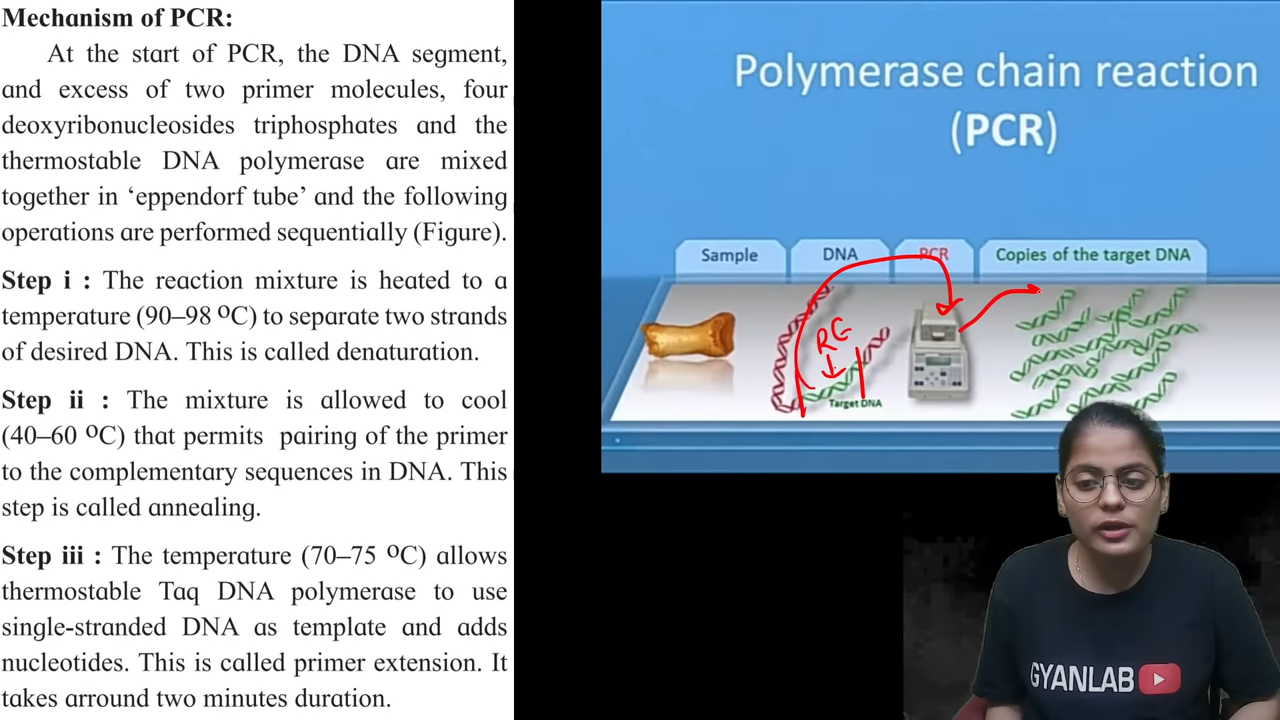 Mechanism of PCR:
At the start of PCR, the DNA segment,
and excess of two primer molecules, four
deoxyribonucleosides triphosphates and the
thermostable DNA polymerase are mixed
together in ‘eppendorf tube’ and the following
operations are performed sequentially (Figure).
Step i : The reaction mixture is heated to a
temperature (90–98 ºC) to separate two strands
of desired DNA. This is called denaturation.
Step ii : The mixture is allowed to cool
(40–60 ºC) that permits pairing of the primer
to the complementary sequences in DNA. This
step is called annealing.
Step iii : The temperature (70–75 ºC) allows
thermostable Taq DNA polymerase to use
single-stranded DNA as template and adds
nucleotides. This is called primer extension. It
takes arround two minutes duration.
Polymerase chain reaction
(PCR)
Sample DNA PCR Copies of the target DNA
RE
Target DNA
GYANLAB